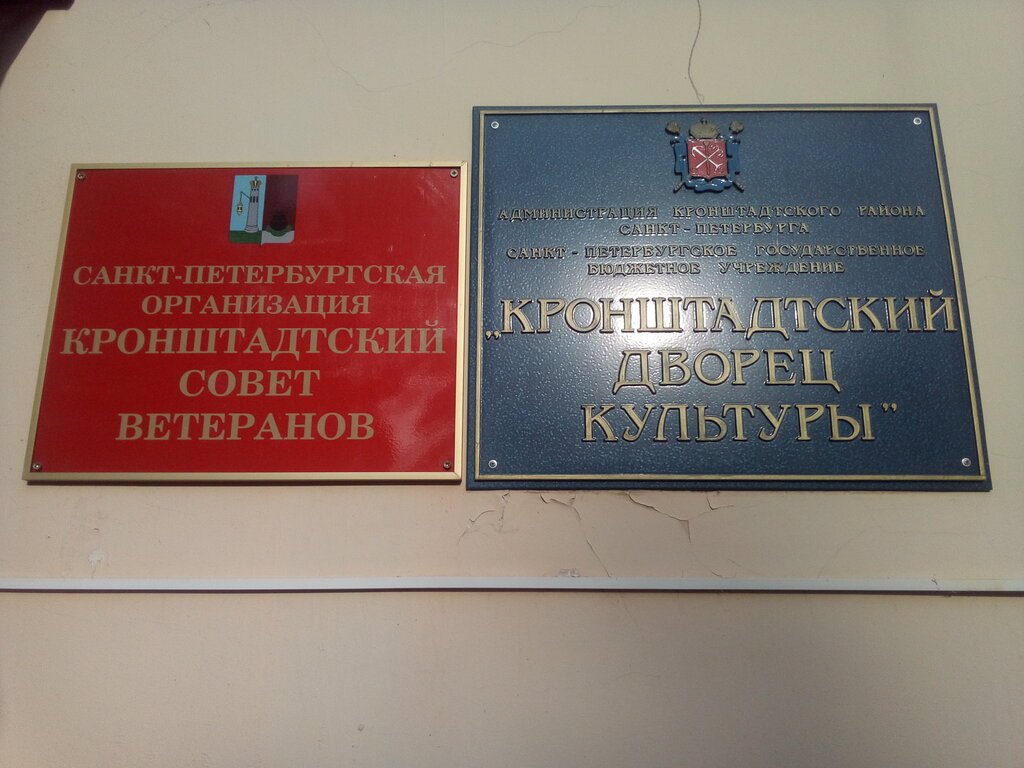 САНКТ-ПЕТЕРБУРГСКАЯ
ОРГАНИЗАЦИЯ
КРОНШТАДТСКИЙ
СОВЕТ
ВЕТЕРАНОВ
АДМИНИСТРАЦИЯ КРОНШТАДТСКОГО РАЙОНА
САНКТ-ПЕТЕРБУРГА
САНКТ-ПЕТЕРБУРГСКОЕ ГОСУДАРСТВЕННОЕ
БЮДЖЕТНОЕ УЧРЕЖДЕНИЕ
„КРОНШТАДТСКИЙ
ДВОРЕЦ
КУЛЬТУРЫ"